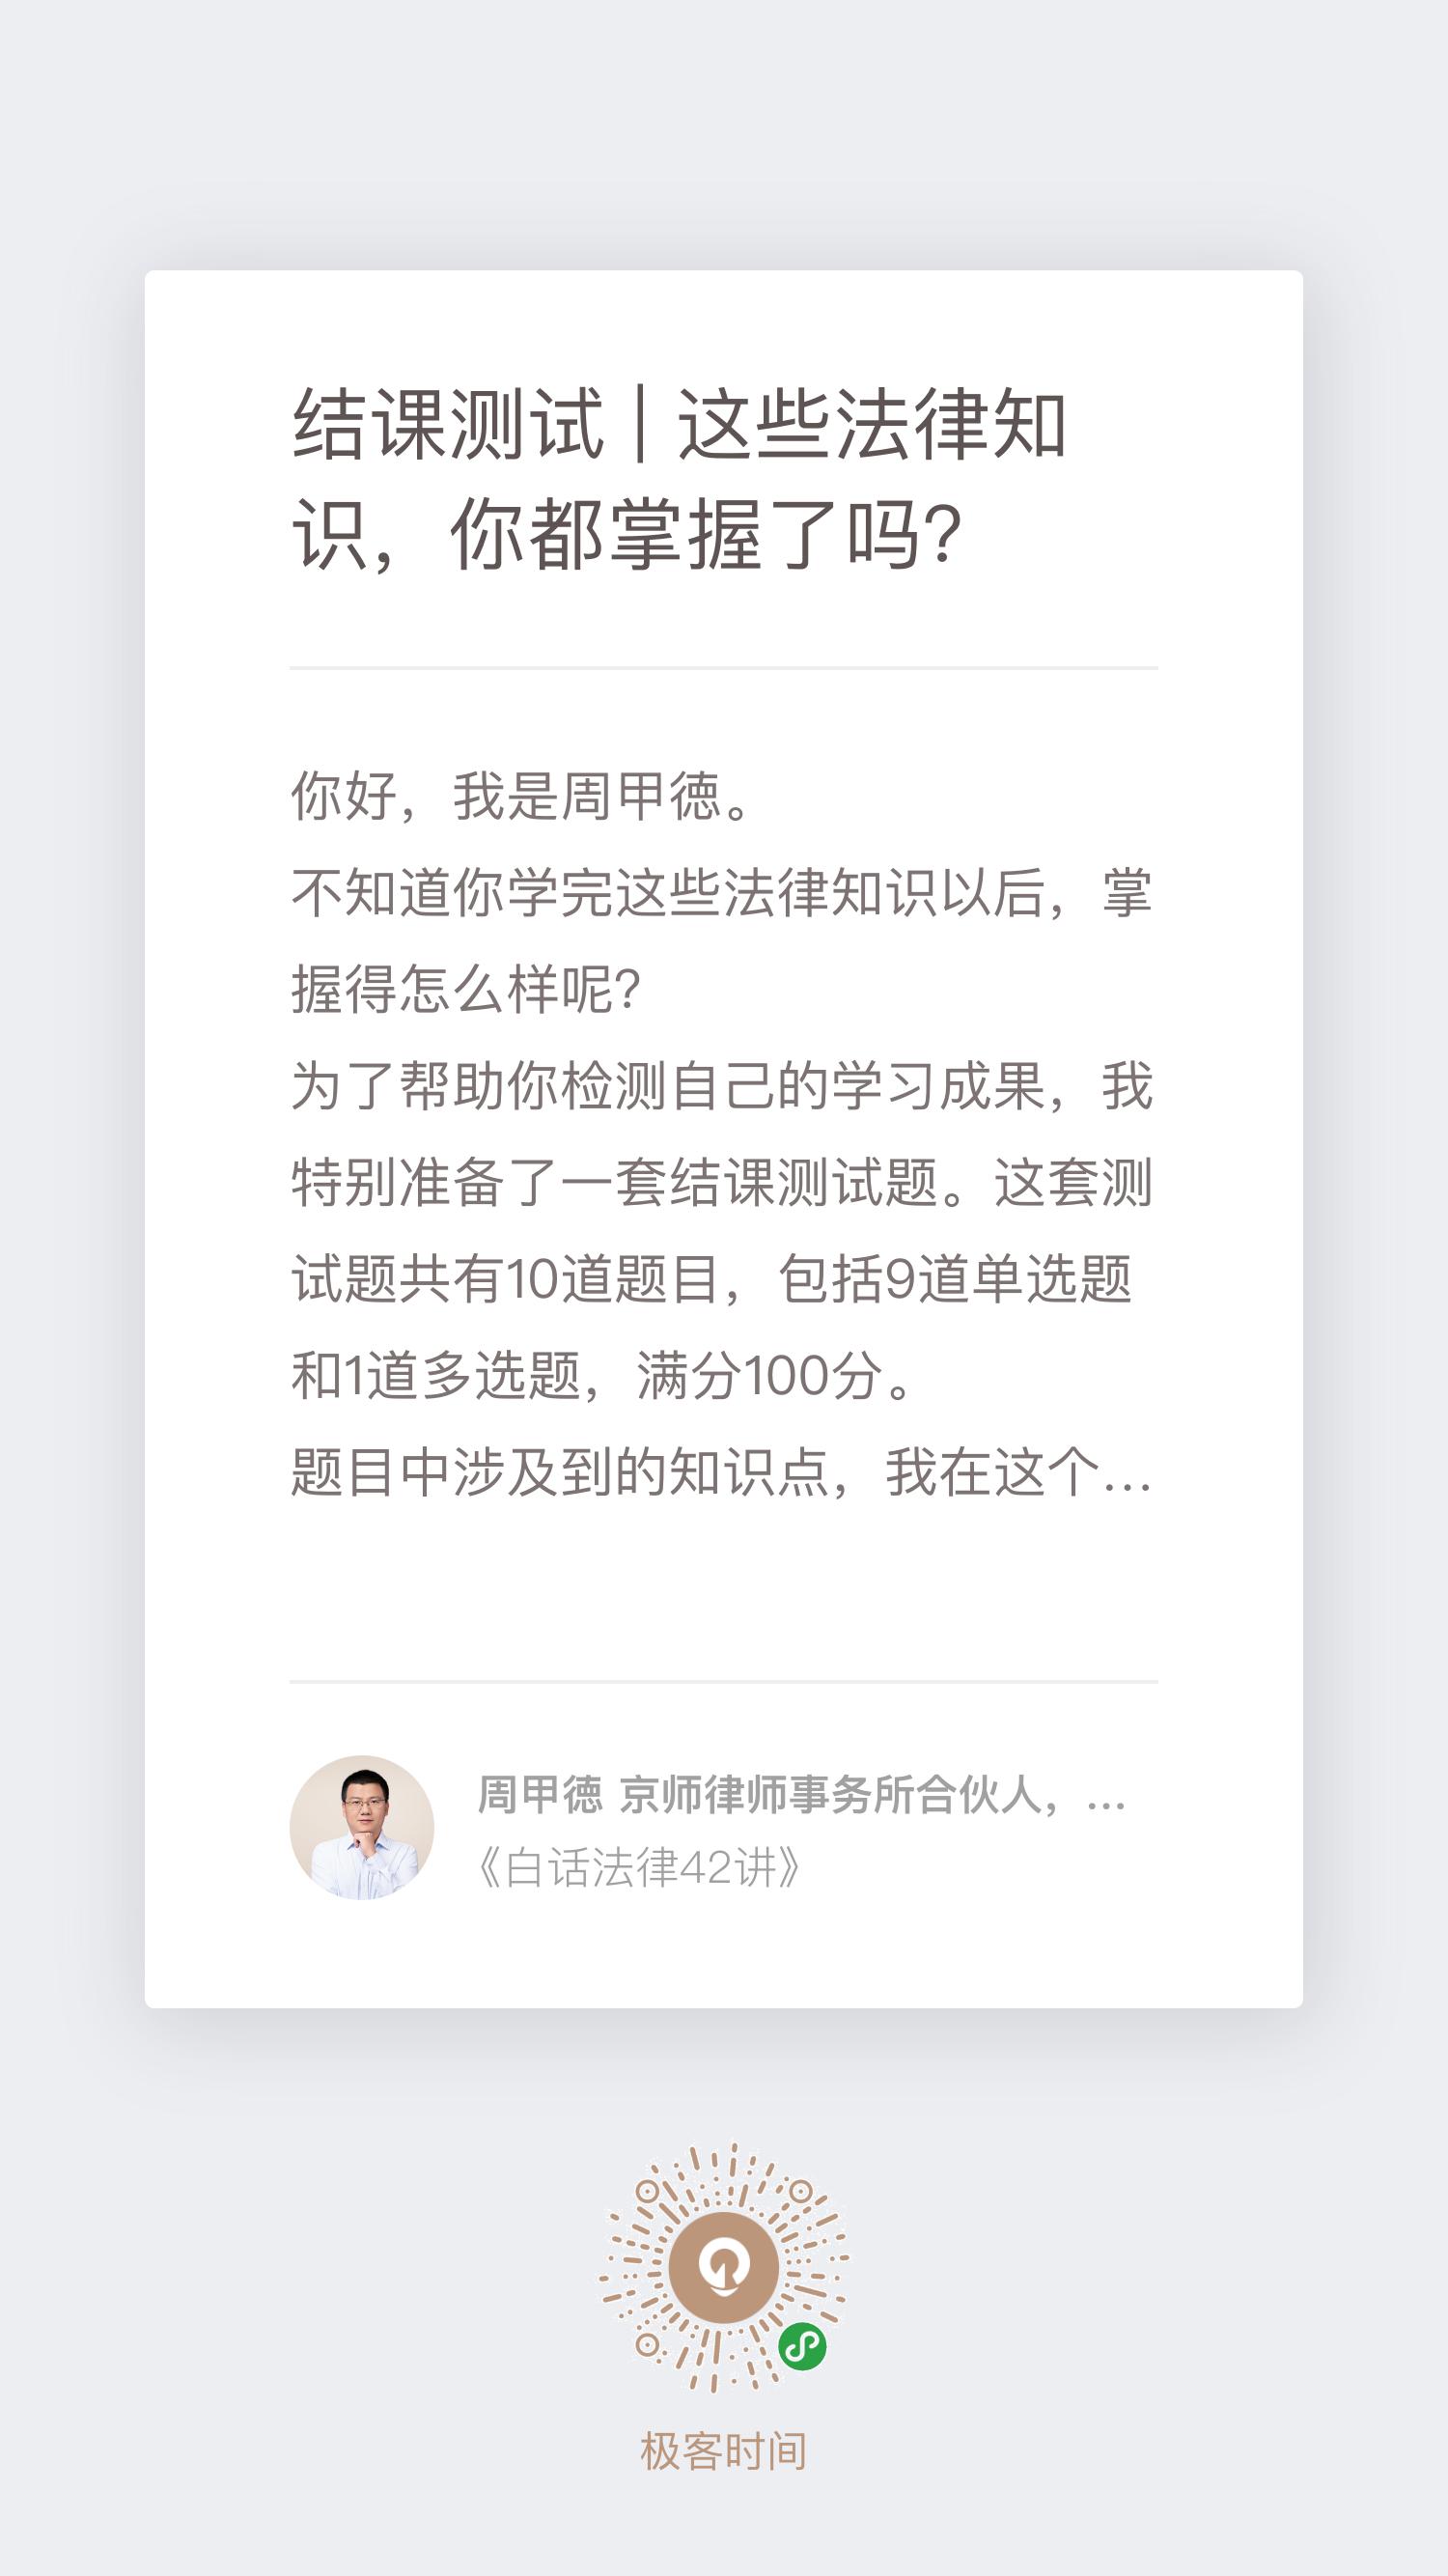 结课测试 | 这些法律知
识，你都掌握了吗？
你好，我是周甲德。
不知道你学完这些法律知识以后，掌
握得怎么样呢？
为了帮助你检测自己的学习成果，我
特别准备了一套结课测试题。这套测
试题共有10道题目，包括9道单选题
和1道多选题，满分100分。
题目中涉及到的知识点，我在这个...
周甲德 京师律师事务所合伙人，...
《白话法律42讲》
极客时间